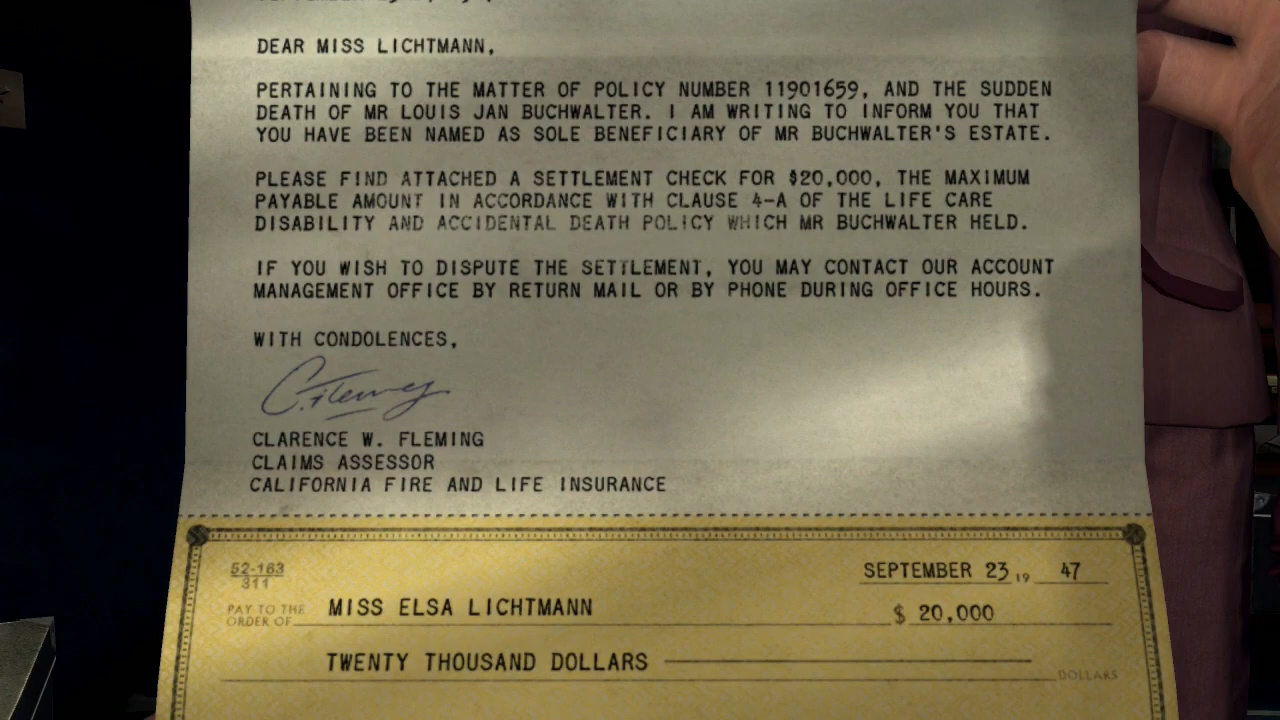 DEAR MISS LICHTMANN,
PERTAINING TO THE MATTER OF POLICY NUMBER 11901659, AND THE SUDDEN
DEATH OF MR LOUIS JAN BUCHWALTER. I AM WRITING TO INFORM YOU THAT
YOU HAVE BEEN NAMED AS SOLE BENEFICIARY OF MR BUCHWALTER'S ESTATE.
PLEASE FIND ATTACHED A SETTLEMENT CHECK FOR $20,000, THE MAXIMUM
PAYABLE AMOUNT IN ACCORDANCE WITH CLAUSE 4-A OF THE LIFE CARE
DISABILITY AND ACCIDENTAL DEATH POLICY WHICH MR BUCHWALTER HELD.
IF YOU WISH TO DISPUTE THE SETTLEMENT, YOU MAY CONTACT OUR ACCOUNT
MANAGEMENT OFFICE BY RETURN MAIL OR BY PHONE DURING OFFICE HOURS.
WITH CONDOLENCES,
C. Fleming
CLARENCE W. FLEMING
CLAIMS ASSESSOR
CALIFORNIA FIRE AND LIFE INSURANCE
52-163
311
SEPTEMBER 23, 19 47
PAY TO THE
ORDER OF MISS ELSA LICHTMANN $ 20,000
TWENTY THOUSAND DOLLARS DOLLARS